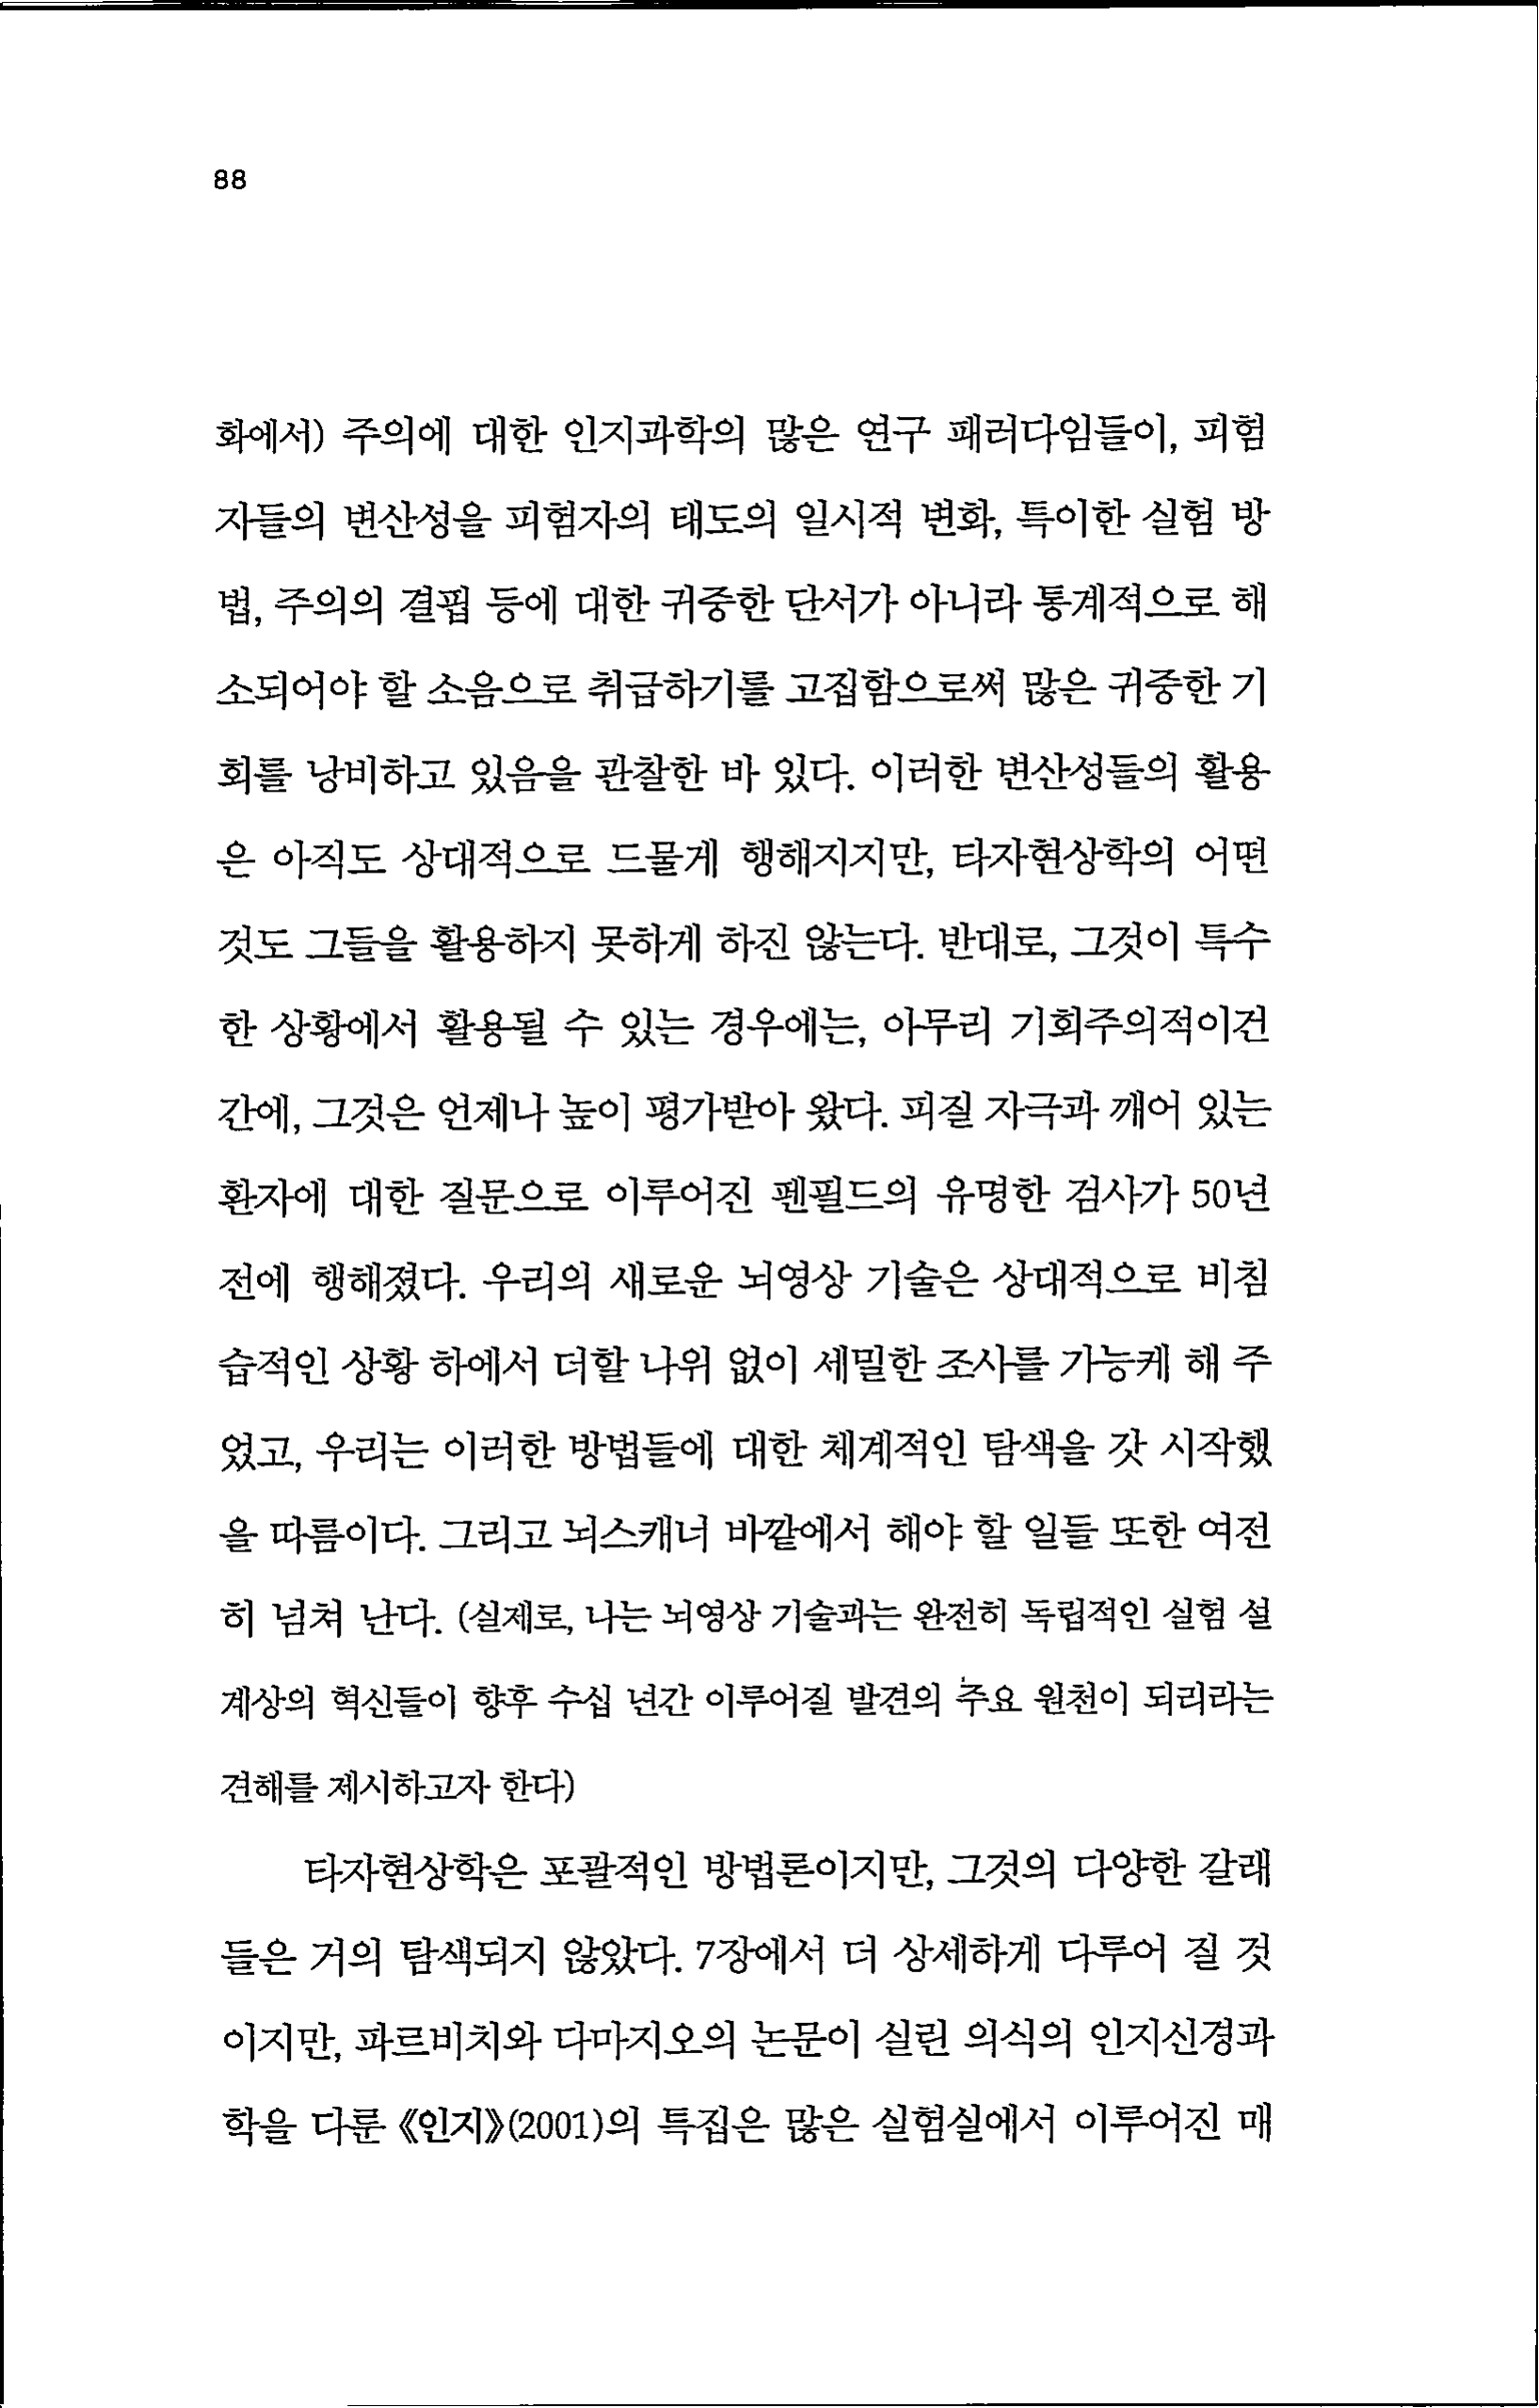 88
화에서) 주의에 대한 인지과학의 많은 연구 패러다임들이, 피험
자들의 변산성을 피험자의 태도의 일시적 변화, 특이한 실험 방
법, 주의의 결핍 등에 대한 귀중한 단서가 아니라 통계적으로 해
소되어야 할 소음으로 취급하기를 고집함으로써 많은 귀중한 기
회를 낭비하고 있음을 관찰한 바 있다. 이러한 변산성들의 활용
은 아직도 상대적으로 드물게 행해지지만, 타자현상학의 어떤
것도 그들을 활용하지 못하게 하진 않는다. 반대로, 그것이 특수
한 상황에서 활용될 수 있는 경우에는, 아무리 기회주의적이건
간에, 그것은 언제나 높이 평가받아 왔다. 피질 자극과 깨어 있는
환자에 대한 질문으로 이루어진 펜필드의 유명한 검사가 50년
전에 행해졌다. 우리의 새로운 뇌영상 기술은 상대적으로 비침
습적인 상황 하에서 더할 나위 없이 세밀한 조사를 가능케 해 주
었고, 우리는 이러한 방법들에 대한 체계적인 탐색을 갓 시작했
을 따름이다. 그리고 뇌스캐너 바깥에서 해야 할 일들 또한 여전
히 넘쳐 난다. (실제로, 나는 뇌영상 기술과는 완전히 독립적인 실험 설
계상의 혁신들이 향후 수십 년간 이루어질 발견의 주요 원천이 되리라는
견해를 제시하고자 한다)
타자현상학은 포괄적인 방법론이지만, 그것의 다양한 갈래
들은 거의 탐색되지 않았다. 7장에서 더 상세하게 다루어 질 것
이지만, 파르비치와 다마지오의 논문이 실린 의식의 인지신경과
학을 다룬 《인지》(2001)의 특집은 많은 실험실에서 이루어진 매